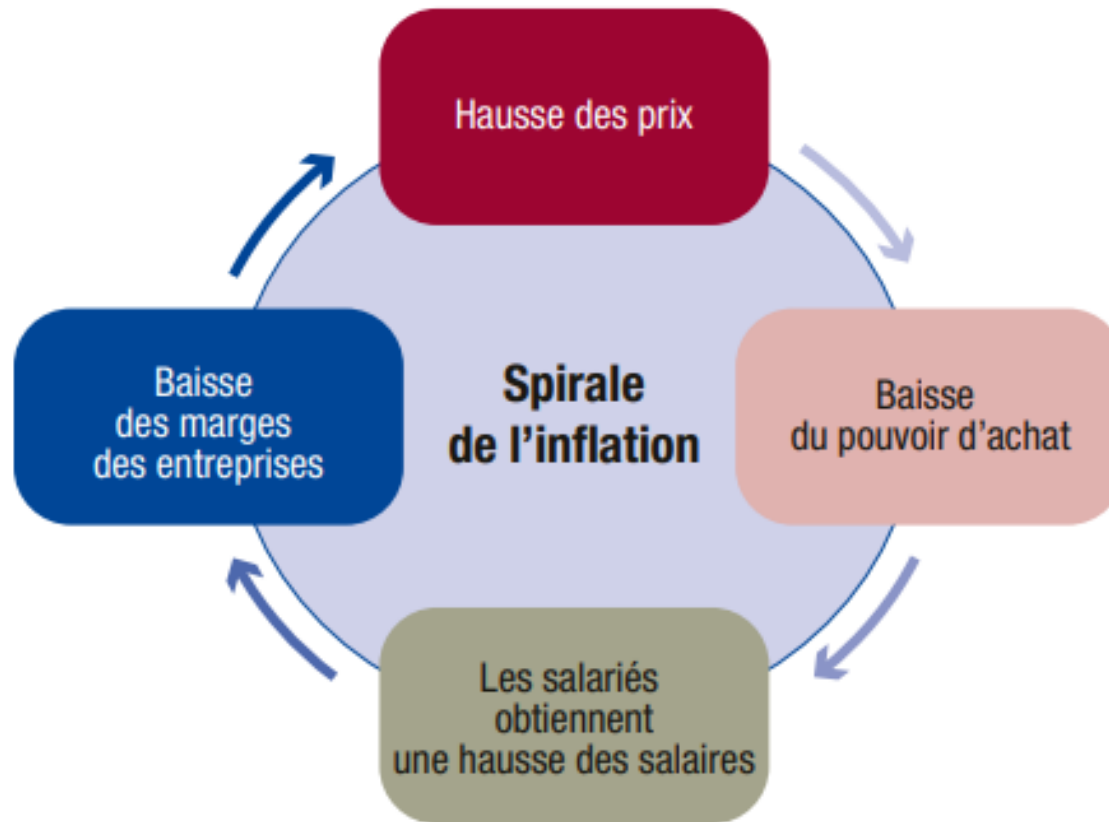 Hausse des prix
Baisse
des marges
des entreprises
Spirale
de l'inflation
Baisse
du pouvoir d'achat
Les salariés
obtiennent
une hausse des salaires